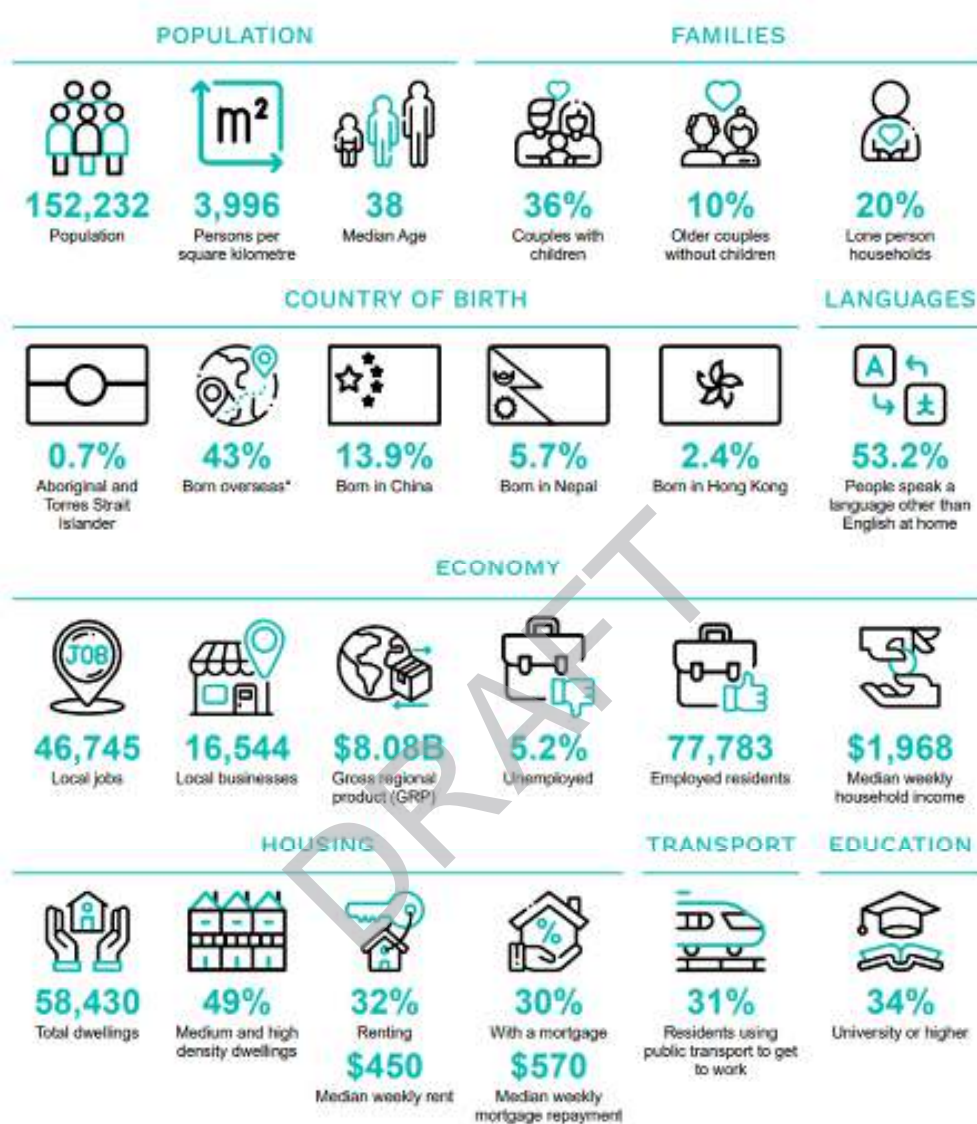 POPULATION
FAMILIES
m²
152,232
Population
3,996
Persons per
square kilometre
38
Median Age
36%
Couples with
children
10%
Older couples
without children
20%
Lone person
households
COUNTRY OF BIRTH
LANGUAGES
A
0.7%
Aboriginal and
Torres Strait
Islander
43%
Born overseas*
13.9%
Born in China
5.7%
Born in Nepal
2.4%
Born in Hong Kong
53.2%
People speak a
language other than
English at home
ECONOMY
JOB
46,745
Local jobs
16,544
Local businesses
$8.08B
Gross regional
product (GRP)
5.2%
Unemployed
77,783
Employed residents
$1,968
Median weekly
household income
DRAFT
HOUSING
TRANSPORT
EDUCATION
%
58,430
Total dwellings
49%
Medium and high
density dwellings
32%
Renting
$450
Median weekly rent
30%
With a mortgage
$570
Median weekly
mortgage repayment
31%
Residents using
public transport to get
to work
34%
University or higher